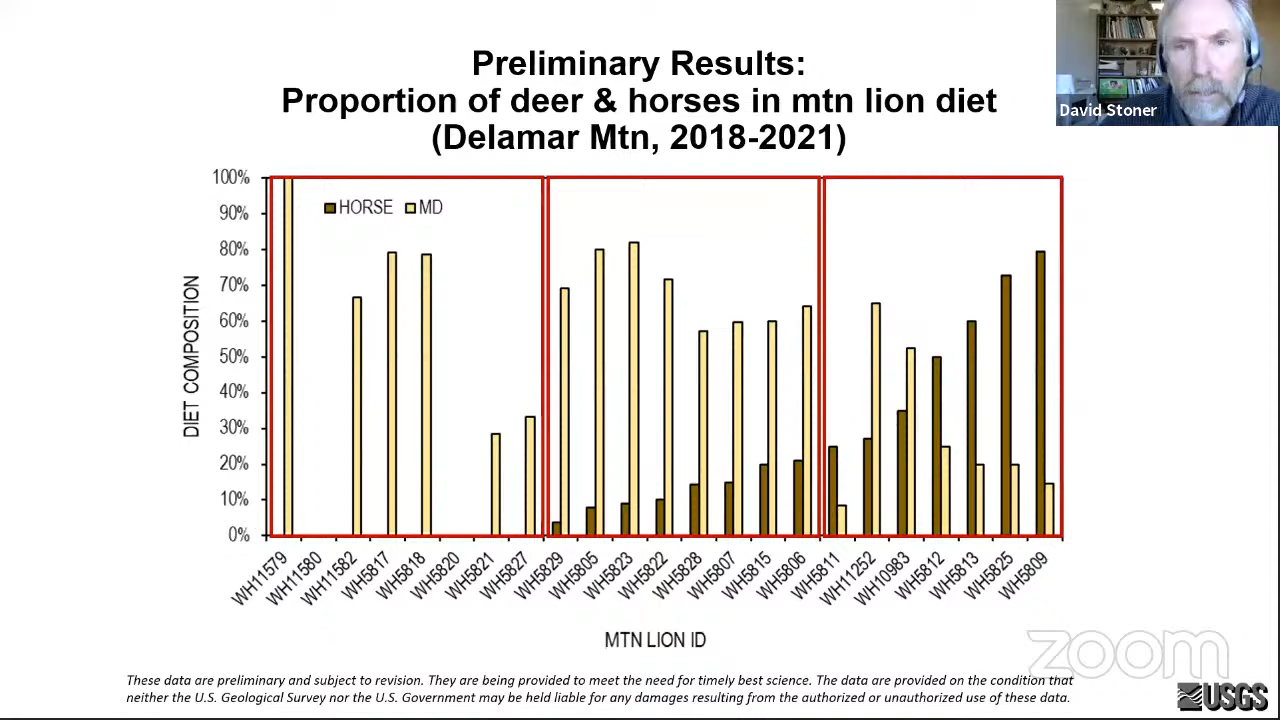 Preliminary Results:
Proportion of deer & horses in mtn lion diet
(Delamar Mtn, 2018-2021)
David Stoner
100%
90%
80%
70%
60%
50%
40%
30%
20%
10%
0%
DIET COMPOSITION
HORSE MD
WH11579
WH11580
WH11582
WH5817
WH5818
WH5820
WH5821
WH5827
WH5829
WH5805
WH5823
WH5822
WH5828
WH5807
WH5815
WH5806
WH5811
WH11252
WH10983
WH5812
WH5813
WH5825
WH5809
MTN LION ID
zoom
These data are preliminary and subject to revision. They are being provided to meet the need for timely best science. The data are provided on the condition that
neither the U.S. Geological Survey nor the U.S. Government may be held liable for any damages resulting from the authorized or unauthorized use of these data.
USGS